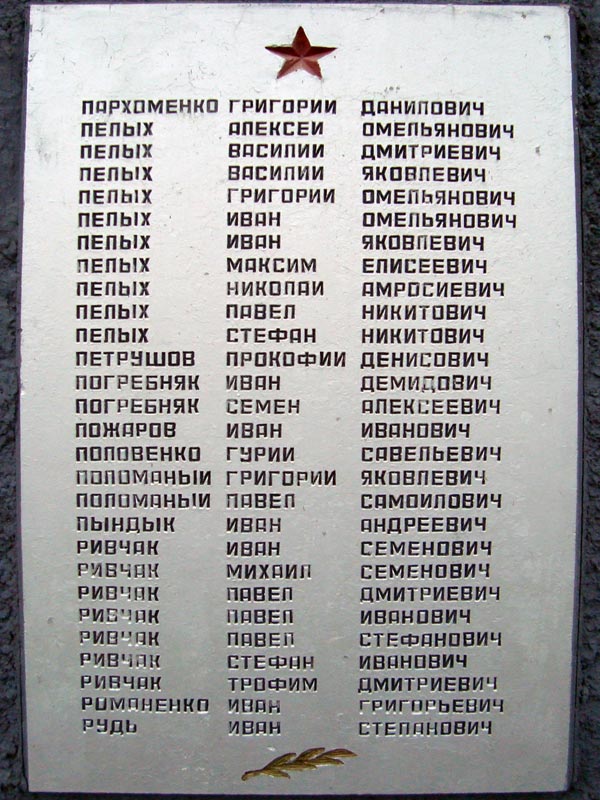 ПАРХОМЕНКО ГРИГОРИИ ДАНИЛОВИЧ
ПЕЛЫХ АЛЕКСЕИ ОМЕЛЬЯНОВИЧ
ПЕЛЫХ ВАСИЛИИ ДМИТРИЕВИЧ
ПЕЛЫХ ВАСИЛИИ ЯКОВЛЕВИЧ
ПЕЛЫХ ГРИГОРИИ ОМЕЛЬЯНОВИЧ
ПЕЛЫХ ИВАН ОМЕЛЬЯНОВИЧ
ПЕЛЫХ ИВАН ЯКОВЛЕВИЧ
ПЕЛЫХ МАКСИМ ЕЛИСЕЕВИЧ
ПЕЛЫХ НИКОЛАИ АМРОСИЕВИЧ
ПЕЛЫХ ПАВЕЛ НИКИТОВИЧ
ПЕЛЫХ СТЕФАН НИКИТОВИЧ
ПЕТРУШОВ ПРОКОФИИ ДЕНИСОВИЧ
ПОГРЕБНЯК ИВАН ДЕМИДОВИЧ
ПОГРЕБНЯК СЕМЕН АЛЕКСЕЕВИЧ
ПОЖАРОВ ИВАН ИВАНОВИЧ
ПОЛОВЕНКО ГУРИИ САВЕЛЬЕВИЧ
ПОЛОМАНЫИ ГРИГОРИИ ЯКОВЛЕВИЧ
ПОЛОМАНЫИ ПАВЕЛ САМОИЛОВИЧ
ПЫНДЫК ИВАН АНДРЕЕВИЧ
РИВЧАК ИВАН СЕМЕНОВИЧ
РИВЧАК МИХАИЛ СЕМЕНОВИЧ
РИВЧАК ПАВЕЛ ДМИТРИЕВИЧ
РИВЧАК ПАВЕЛ ИВАНОВИЧ
РИВЧАК ПАВЕЛ СТЕФАНОВИЧ
РИВЧАК СТЕФАН ИВАНОВИЧ
РИВЧАК ТРОФИМ ДМИТРИЕВИЧ
РОМАНЕНКО ИВАН ГРИГОРЬЕВИЧ
РУДЬ ИВАН СТЕПАНОВИЧ